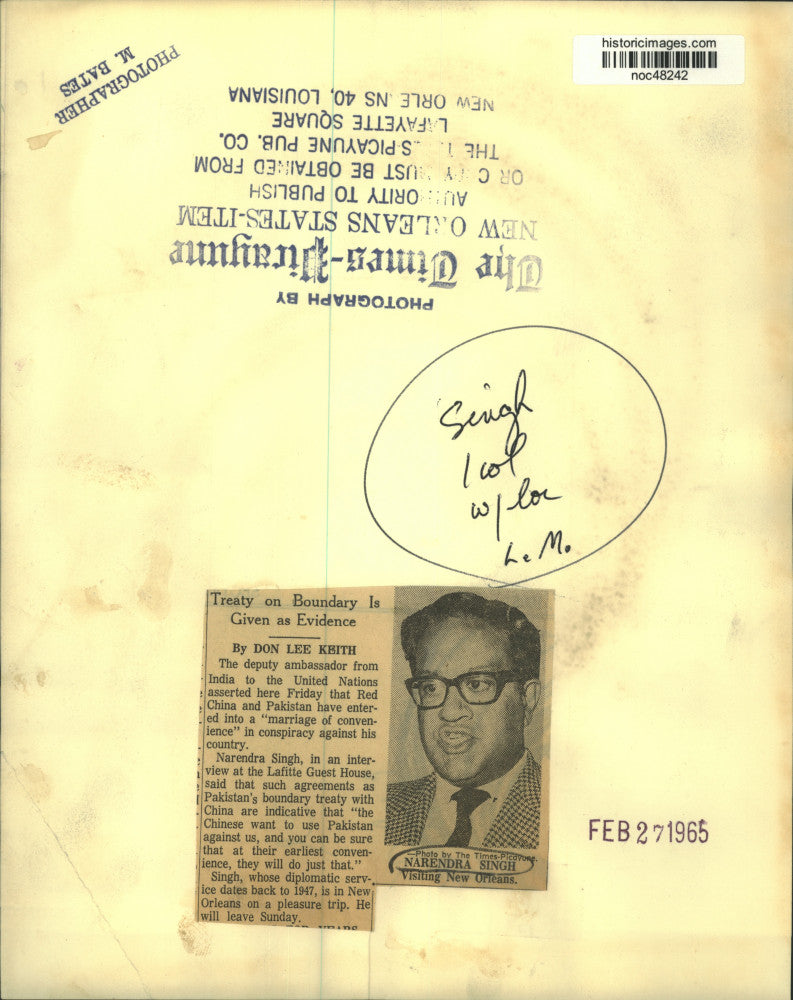 historicimages.com
noc48242
PHOTOGRAPHER
M. BATES
PHOTOGRAPH BY
The Times-Picayune
NEW ORLEANS STATES-ITEM
AUTHORITY TO PUBLISH
OR COPY MUST BE OBTAINED FROM
THE TIMES-PICAYUNE PUB. CO.
LAFAYETTE SQUARE
NEW ORLEANS 40, LOUISIANA
Singh
1 col
w/
L. M.
Treaty on Boundary Is
Given as Evidence
By DON LEE KEITH
The deputy ambassador from
India to the United Nations
asserted here Friday that Red
China and Pakistan have enter-
ed into a "marriage of conven-
ience" in conspiracy against his
country.
Narendra Singh, in an inter-
view at the Lafitte Guest House,
said that such agreements as
Pakistan's boundary treaty with
China are indicative that "the
Chinese want to use Pakistan
against us, and you can be sure
that at their earliest conven-
ience, they will do just that."
Singh, whose diplomatic serv-
ice dates back to 1947, is in New
Orleans on a pleasure trip. He
will leave Sunday.
—Photo by The Times-Picayune.
NARENDRA SINGH
Visiting New Orleans.
FEB 27 1965